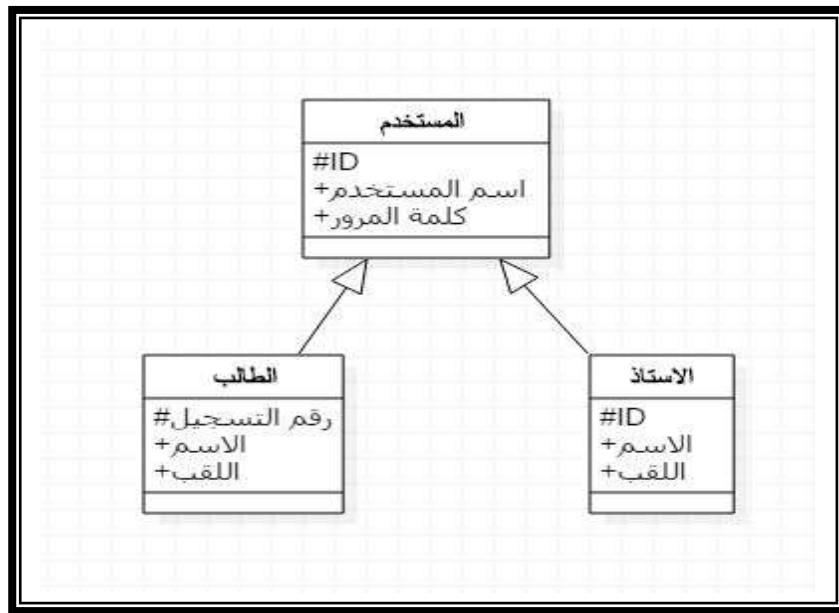 المستخدم
#ID
+اسم المستخدم
+كلمة المرور
الطالب
#رقم التسجيل
+الاسم
+اللقب
الاستاذ
#ID
+الاسم
+اللقب